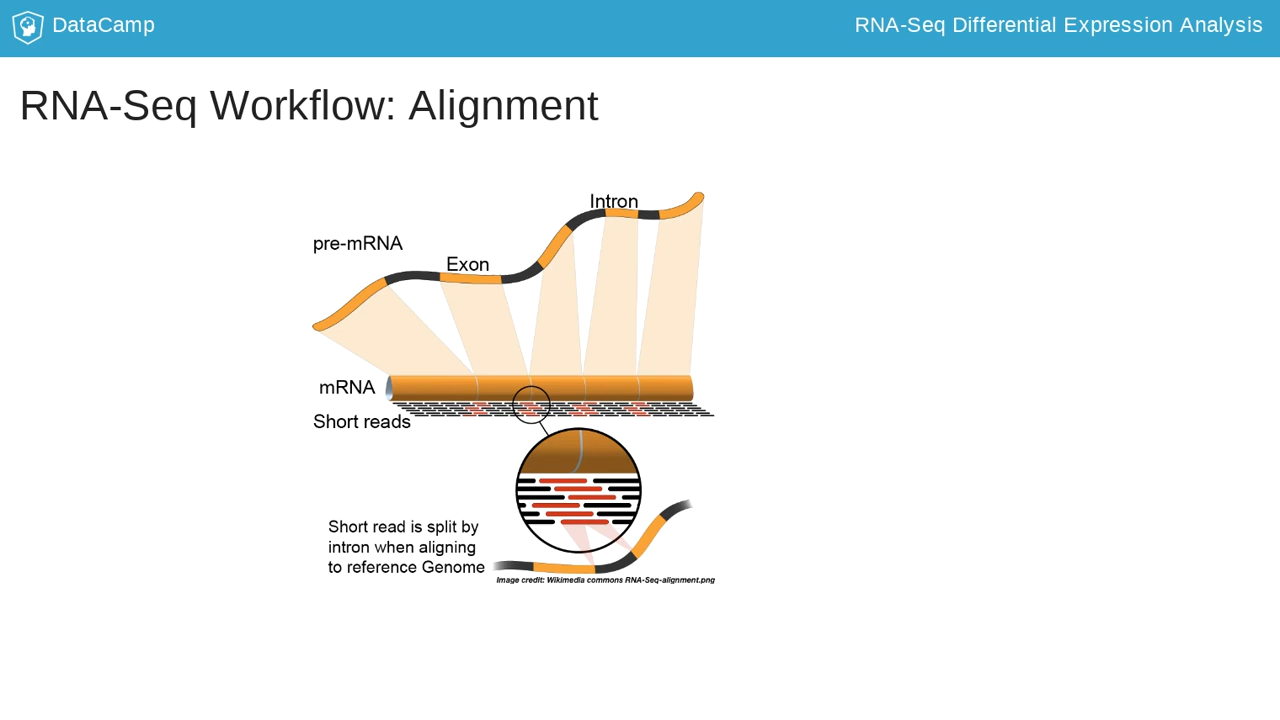 DataCamp
RNA-Seq Differential Expression Analysis
RNA-Seq Workflow: Alignment
Intron
pre-mRNA
Exon
mRNA
Short reads
Short read is split by
intron when aligning
to reference Genome
Image credit: Wikimedia commons RNA-Seq-alignment.png